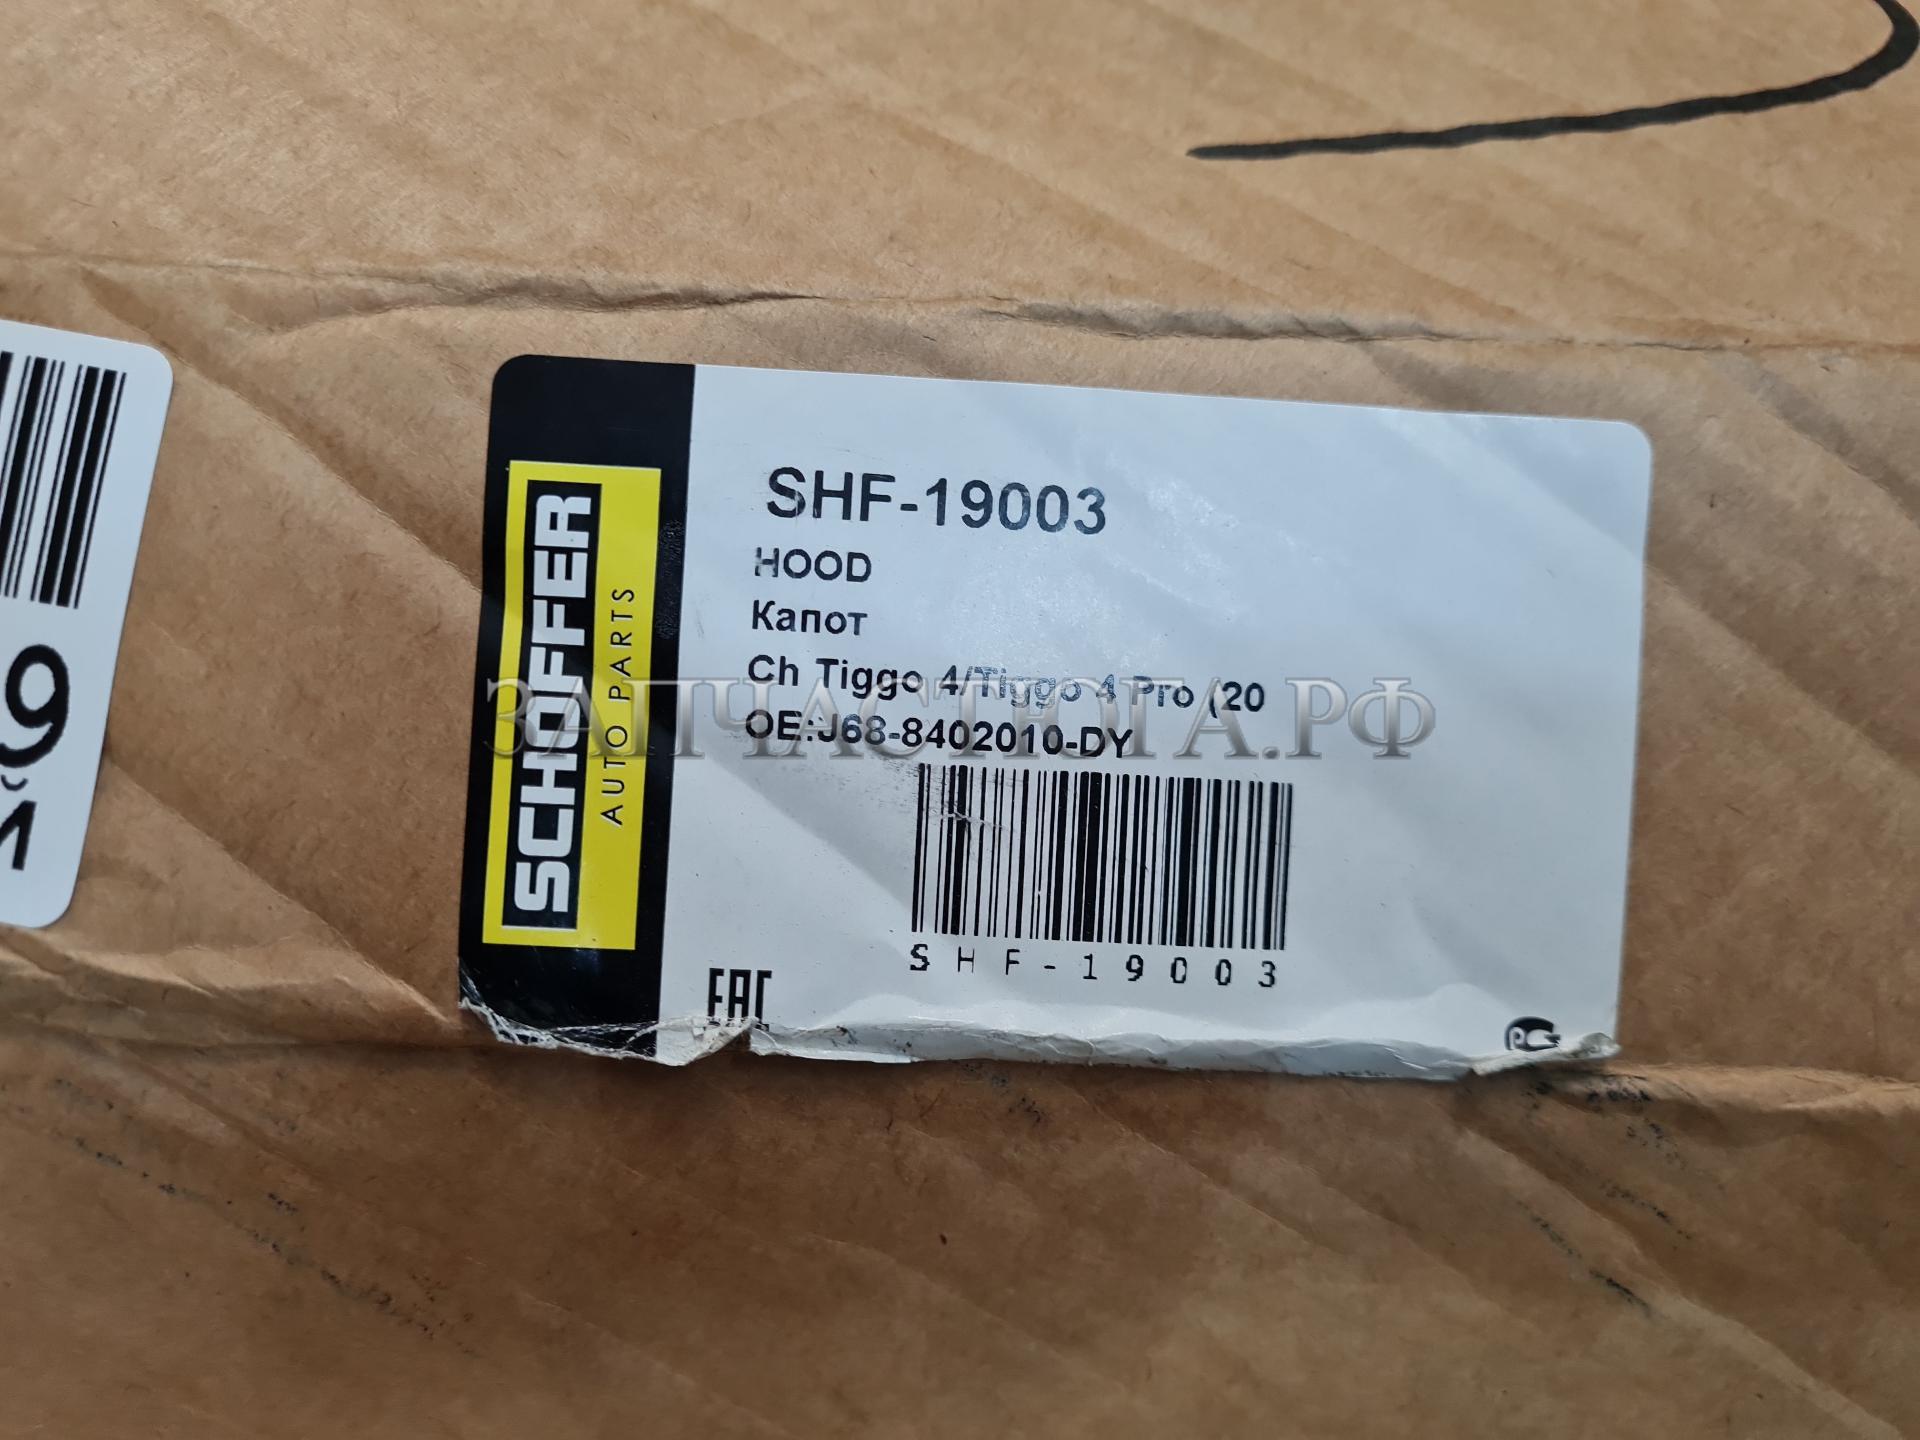 SCHOFFER
AUTO PARTS
SHF-19003
HOOD
Капот
Ch Tiggo 4/Tiggo 4 Pro (20
OE:J68-8402010-DY
ЗАПЧАСТЮГА.РФ
SHF-19003
EAC
9